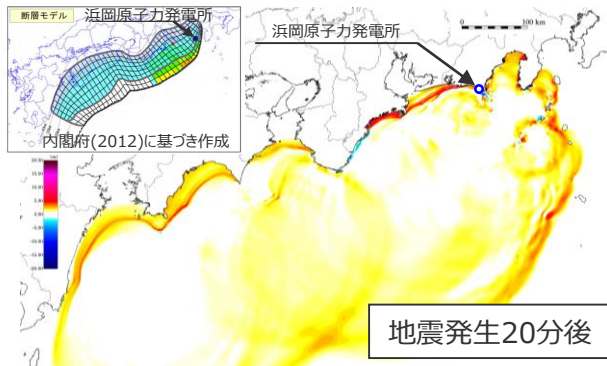 断層モデル
浜岡原子力発電所
内閣府(2012)に基づき作成
浜岡原子力発電所
0 100 km
地震発生20分後